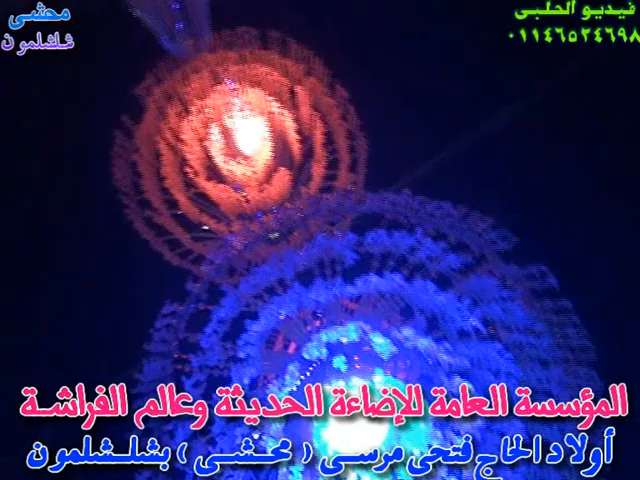 محشى
شلشلمون
فيديو الحلبى
٠١١٤٦٥٢٤٦٩٨
المؤسسة العامة للإضاءة الحديثة وعالم الفراشة
أولاد الحاج فتحى مرسى ( محشى ) بشلشلمون